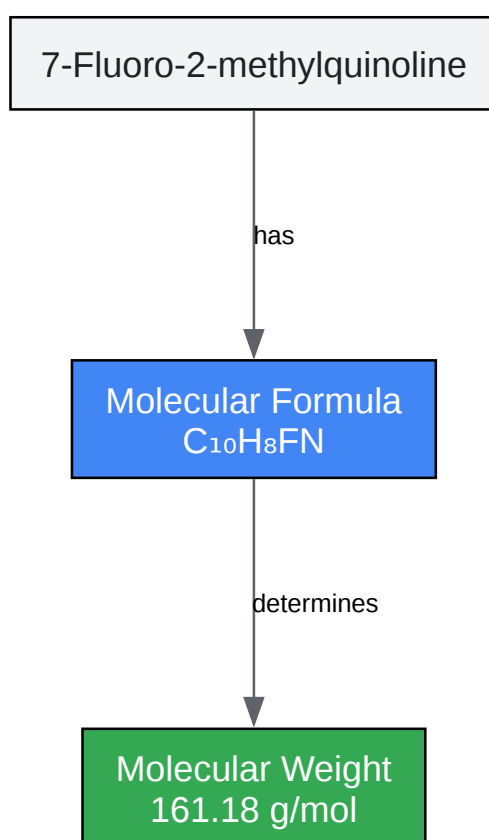 7-Fluoro-2-methylquinoline
has
Molecular Formula
C₁₀H₈FN
determines
Molecular Weight
161.18 g/mol